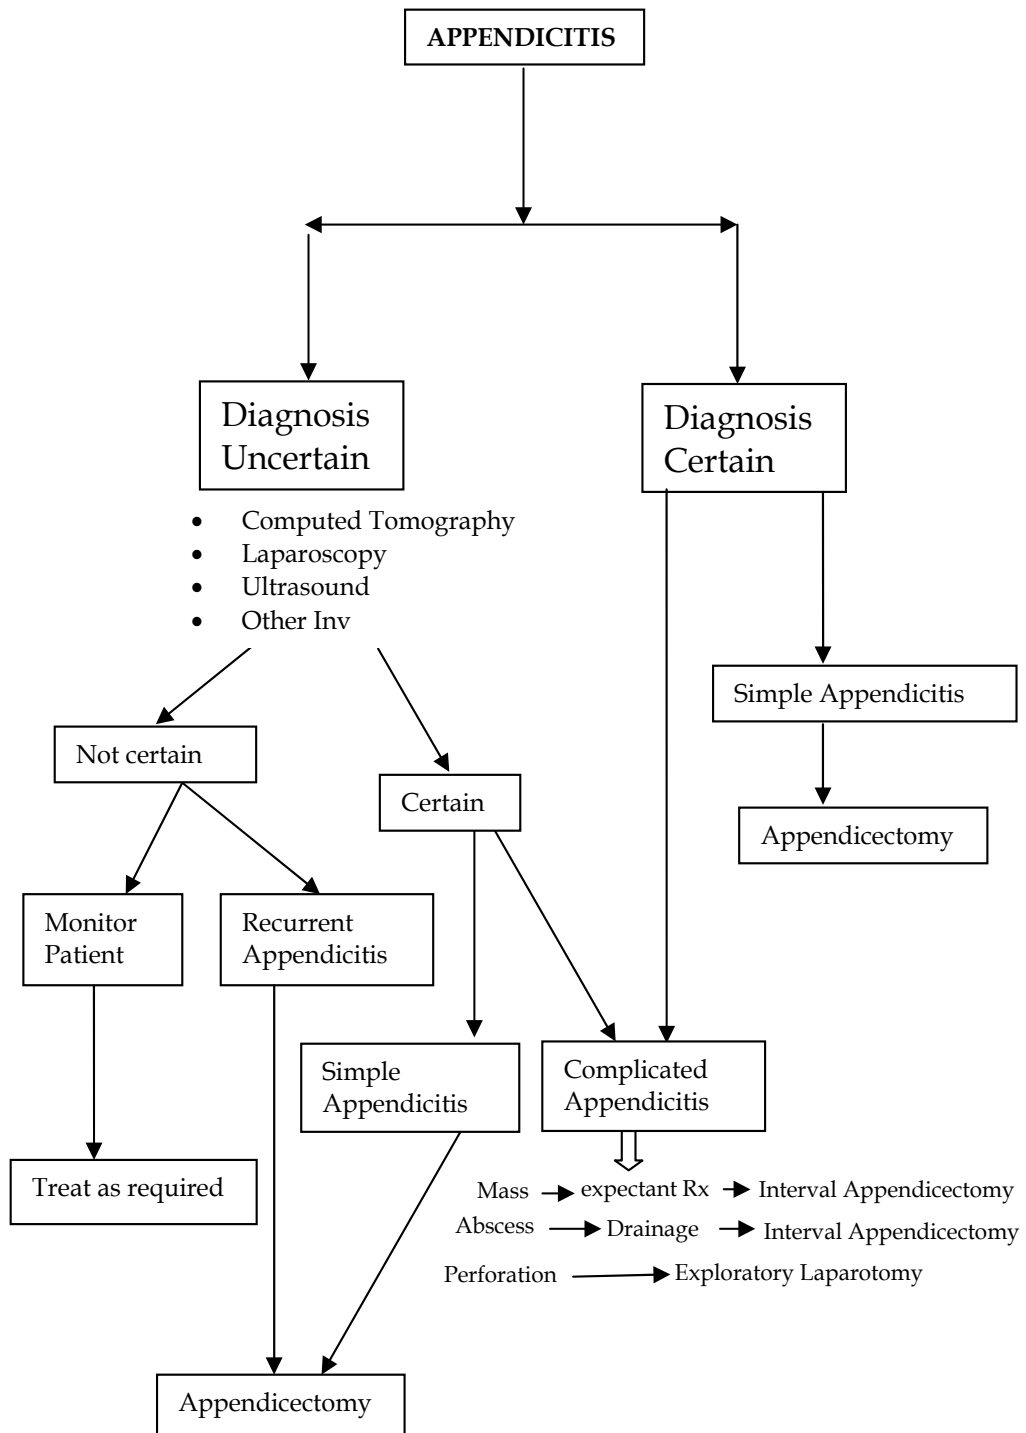 APPENDICITIS
Diagnosis
Uncertain
Diagnosis
Certain
• Computed Tomography
• Laparoscopy
• Ultrasound
• Other Inv
Simple Appendicitis
Not certain
Certain
Appendicectomy
Monitor
Patient
Recurrent
Appendicitis
Simple
Appendicitis
Complicated
Appendicitis
Treat as required
Mass expectant Rx Interval Appendicectomy
Abscess Drainage Interval Appendicectomy
Perforation Exploratory Laparotomy
Appendicectomy